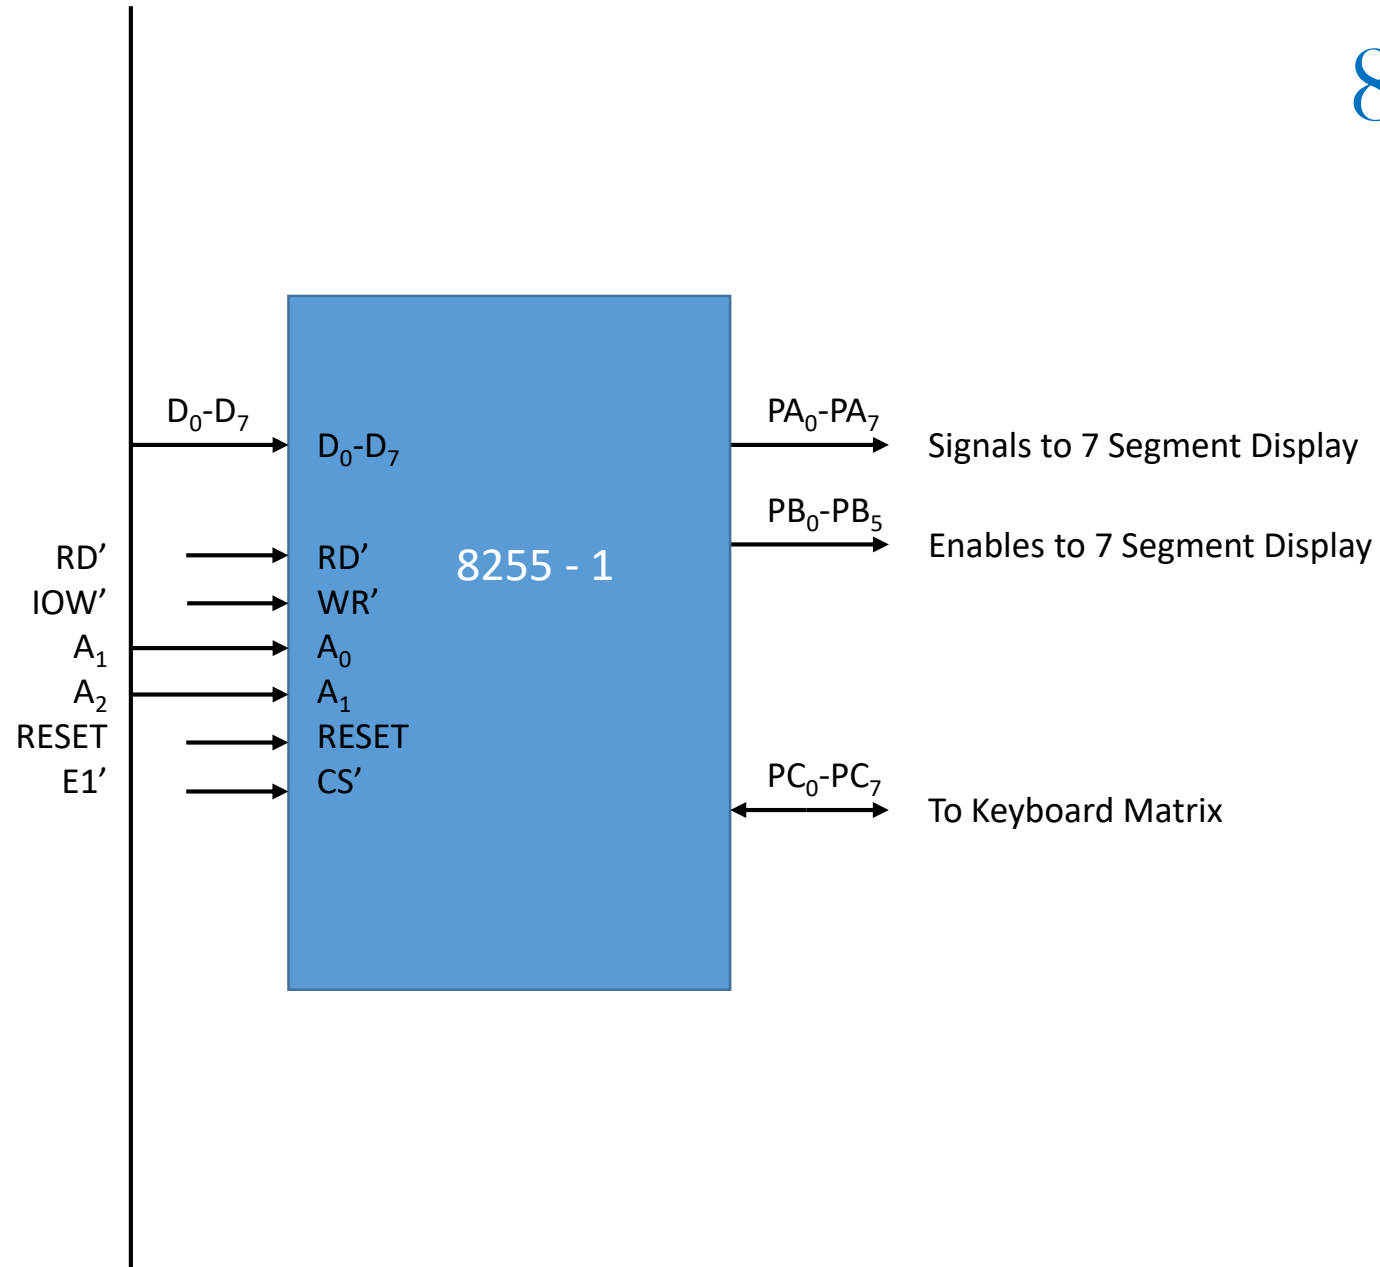 8
D₀-D₇
D₀-D₇
PA₀-PA₇
Signals to 7 Segment Display
PB₀-PB₅
Enables to 7 Segment Display
RD’
RD’
8255 - 1
IOW’
WR’
A₁
A₀
A₂
A₁
RESET
RESET
E1’
CS’
PC₀-PC₇
To Keyboard Matrix